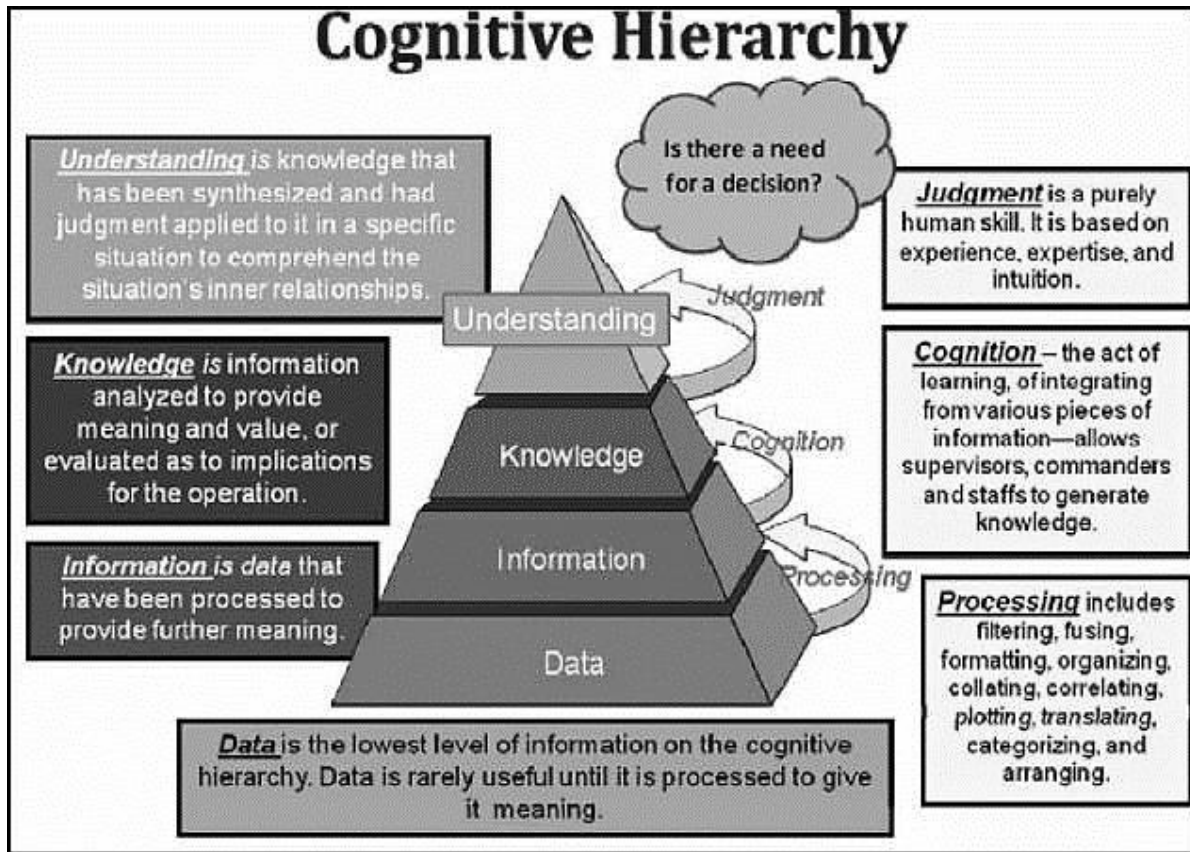 Cognitive Hierarchy
Understanding is knowledge that
has been synthesized and had
judgment applied to it in a specific
situation to comprehend the
situation's inner relationships.
Is there a need
for a decision?
Judgment is a purely
human skill. It is based on
experience, expertise, and
intuition.
Judgment
Understanding
Knowledge is information
analyzed to provide
meaning and value, or
evaluated as to implications
for the operation.
Cognition – the act of
learning, of integrating
from various pieces of
information—allows
supervisors, commanders
and staffs to generate
knowledge.
Cognition
Knowledge
Information is data that
have been processed to
provide further meaning.
Information
Processing
Processing includes
filtering, fusing,
formatting, organizing,
collating, correlating,
plotting, translating,
categorizing, and
arranging.
Data
Data is the lowest level of information on the cognitive
hierarchy. Data is rarely useful until it is processed to give
it meaning.